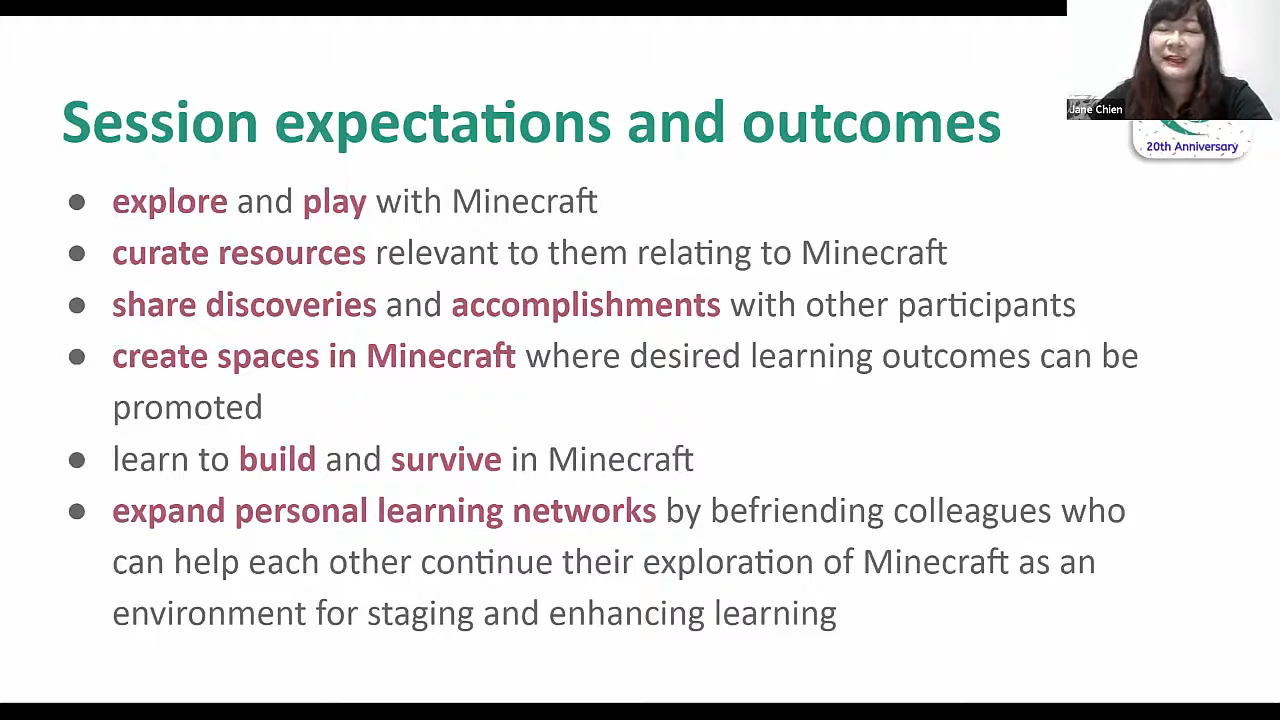 Session expectations and outcomes
Jane Chien
20th Anniversary
● explore and play with Minecraft
● curate resources relevant to them relating to Minecraft
● share discoveries and accomplishments with other participants
● create spaces in Minecraft where desired learning outcomes can be
promoted
● learn to build and survive in Minecraft
● expand personal learning networks by befriending colleagues who
can help each other continue their exploration of Minecraft as an
environment for staging and enhancing learning